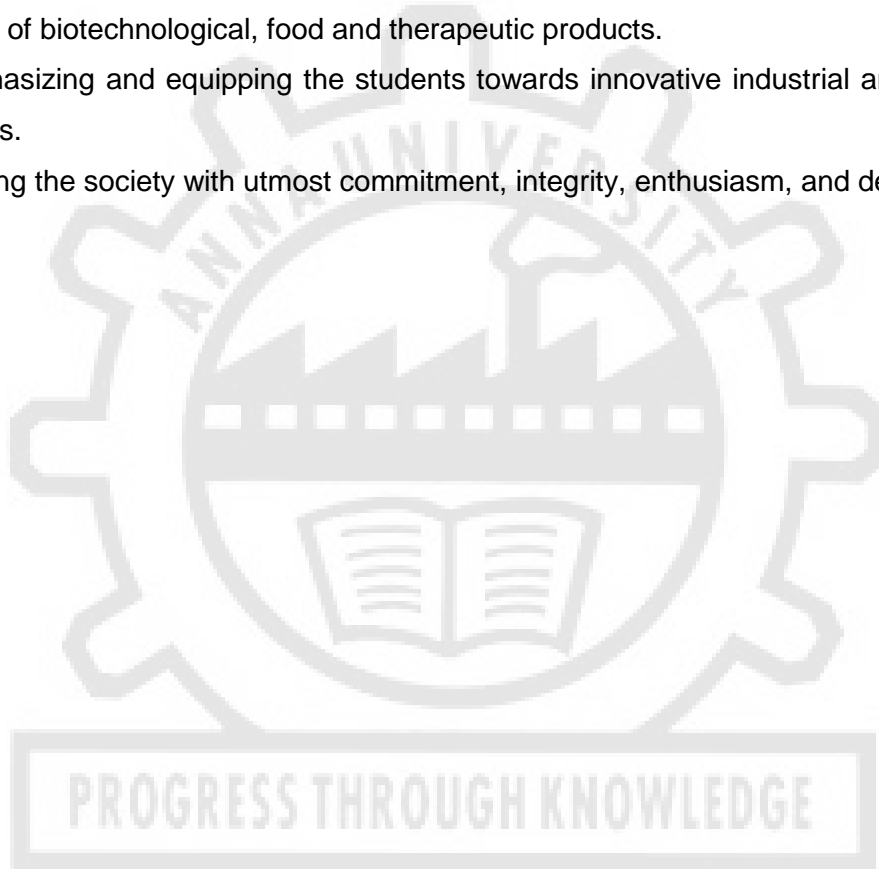 of biotechnological, food and therapeutic products.
hasizing and equipping the students towards innovative industrial a
s.
ng the society with utmost commitment, integrity, enthusiasm, and de
ANNA UNIVERSITY
PROGRESS THROUGH KNOWLEDGE